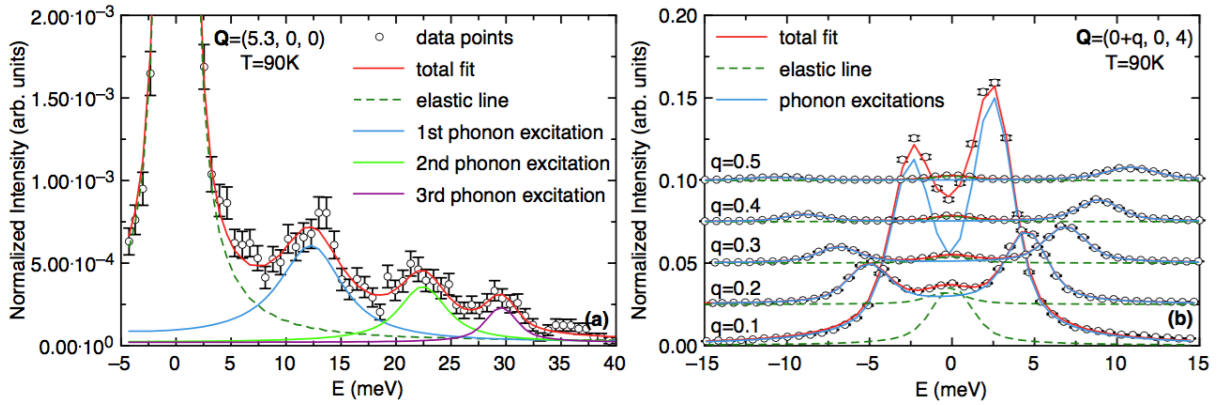 2.00·10⁻³
1.50·10⁻³
1.00·10⁻³
5.00·10⁻⁴
0.00·10⁰
Normalized Intensity (arb. units)
Q=(5.3, 0, 0)
T=90K
data points
total fit
elastic line
1st phonon excitation
2nd phonon excitation
3rd phonon excitation
(a)
−5 0 5 10 15 20 25 30 35 40
E (meV)
0.20
0.15
0.10
0.05
0.00
Normalized Intensity (arb. units)
total fit
elastic line
phonon excitations
Q=(0+q, 0, 4)
T=90K
q=0.5
q=0.4
q=0.3
q=0.2
q=0.1
(b)
−15 −10 −5 0 5 10 15
E (meV)